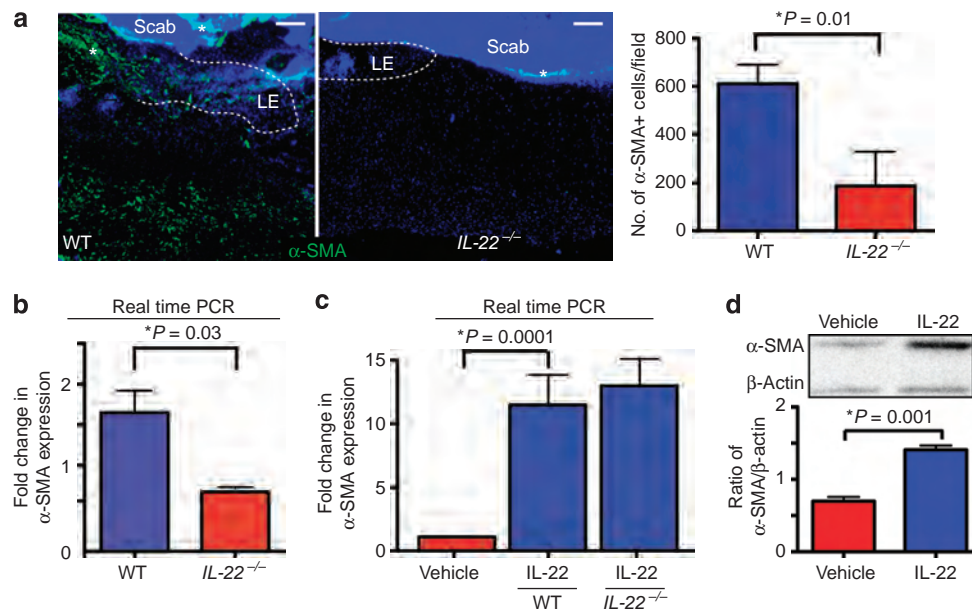 a
Scab
*
*
LE
WT
α-SMA
Scab
LE
*
IL-22−/−
*P = 0.01
No. of α-SMA+ cells/field
800
600
400
200
0
WT
IL-22−/−
b
Real time PCR
*P = 0.03
Fold change in
α-SMA expression
2
1
0
WT
IL-22−/−
c
Real time PCR
*P = 0.0001
Fold change in
α-SMA expression
15
10
5
0
Vehicle
IL-22
WT
IL-22
IL-22−/−
d
Vehicle
IL-22
α-SMA
β-Actin
*P = 0.001
Ratio of
α-SMA/β-actin
2
1
0
Vehicle
IL-22